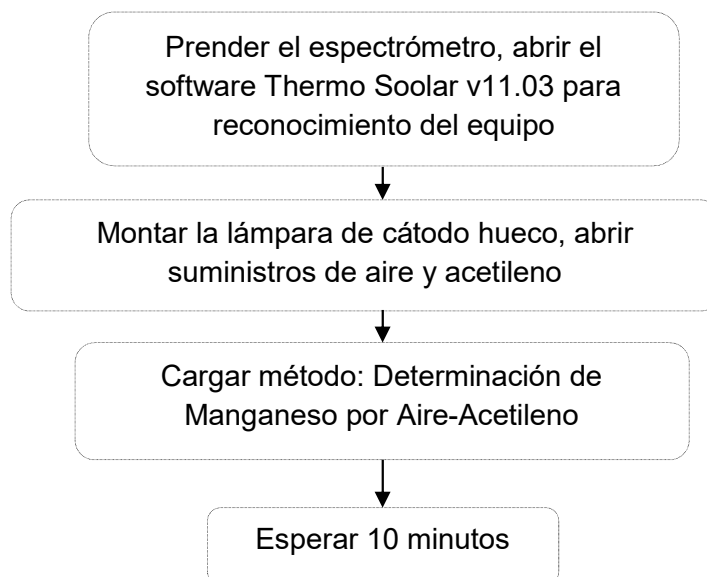 Prender el espectrómetro, abrir el
software Thermo Soolar v11.03 para
reconocimiento del equipo
Montar la lámpara de cátodo hueco, abrir
suministros de aire y acetileno
Cargar método: Determinación de
Manganeso por Aire-Acetileno
Esperar 10 minutos